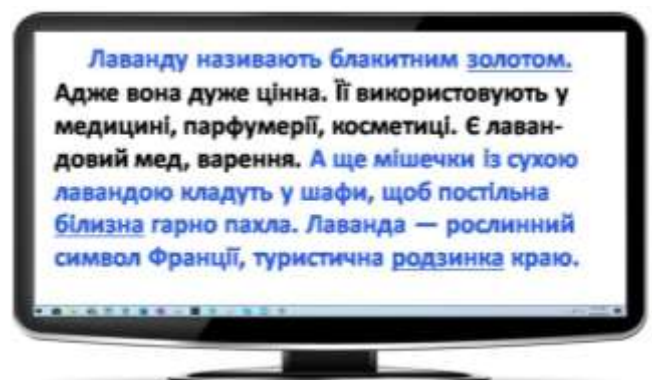 Лаванду називають блакитним золотом.
Адже вона дуже цінна. Її використовують у
медицині, парфумерії, косметиці. Є лаван-
довий мед, варення. А ще мішечки із сухою
лавандою кладуть у шафи, щоб постільна
білизна гарно пахла. Лаванда — рослинний
символ Франції, туристична родзинка краю.